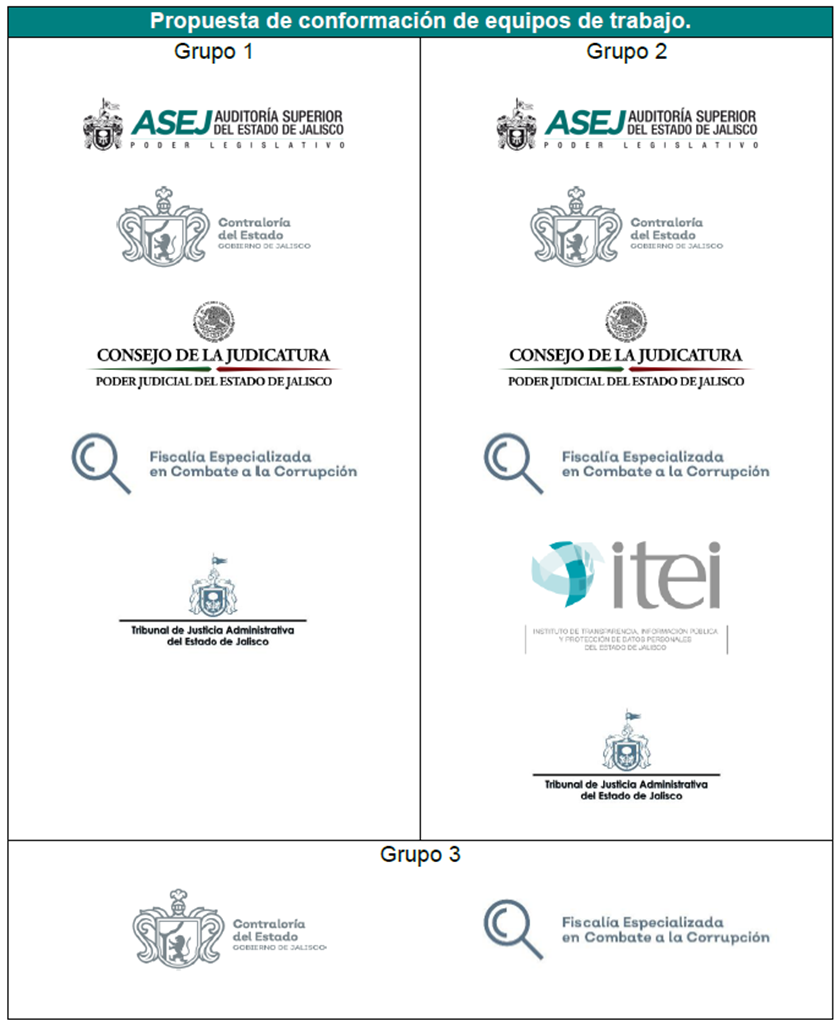 Propuesta de conformación de equipos de trabajo.
Grupo 1
ASEJ AUDITORÍA SUPERIOR
DEL ESTADO DE JALISCO
PODER LEGISLATIVO
Contraloría
del Estado
GOBIERNO DE JALISCO
CONSEJO DE LA JUDICATURA
PODER JUDICIAL DEL ESTADO DE JALISCO
Fiscalía Especializada
en Combate a la Corrupción
Tribunal de Justicia Administrativa
del Estado de Jalisco
Grupo 2
ASEJ AUDITORÍA SUPERIOR
DEL ESTADO DE JALISCO
PODER LEGISLATIVO
Contraloría
del Estado
GOBIERNO DE JALISCO
CONSEJO DE LA JUDICATURA
PODER JUDICIAL DEL ESTADO DE JALISCO
Fiscalía Especializada
en Combate a la Corrupción
itei
INSTITUTO DE TRANSPARENCIA, INFORMACIÓN PÚBLICA
Y PROTECCIÓN DE DATOS PERSONALES
DEL ESTADO DE JALISCO
Tribunal de Justicia Administrativa
del Estado de Jalisco
Grupo 3
Contraloría
del Estado
GOBIERNO DE JALISCO
Fiscalía Especializada
en Combate a la Corrupción